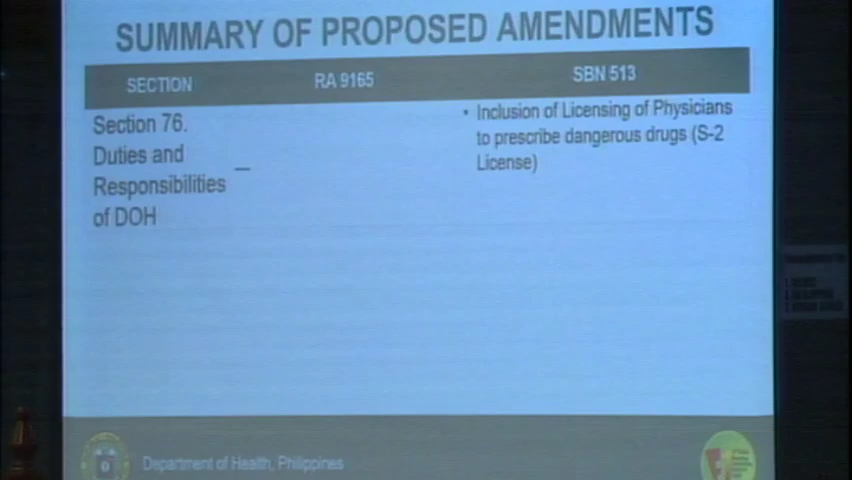 SUMMARY OF PROPOSED AMENDMENTS
SECTION RA 9165 SBN 513
Section 76.
Duties and
Responsibilities
of DOH
—
• Inclusion of Licensing of Physicians
to prescribe dangerous drugs (S-2
License)
Department of Health, Philippines